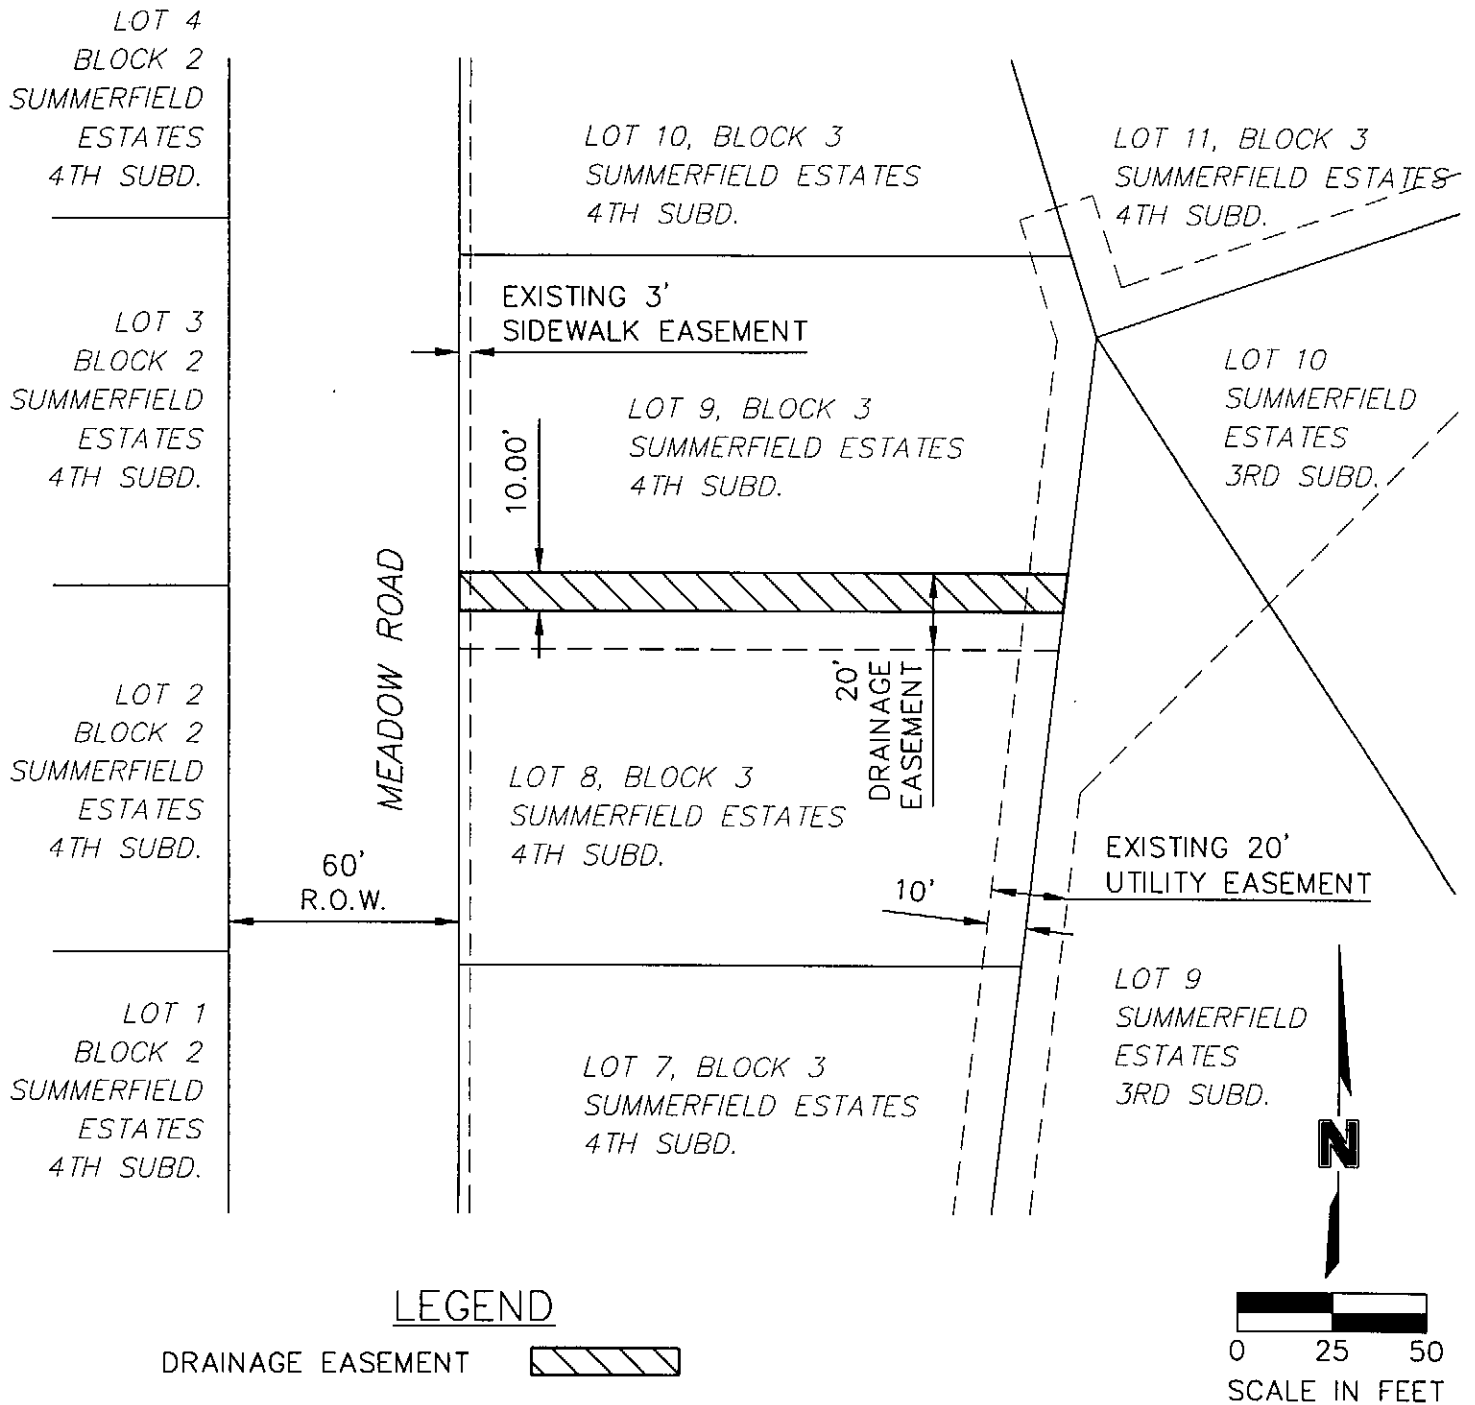 LOT 4
BLOCK 2
SUMMERFIELD
ESTATES
4TH SUBD.
LOT 10, BLOCK 3
SUMMERFIELD ESTATES
4TH SUBD.
LOT 11, BLOCK 3
SUMMERFIELD ESTATES
4TH SUBD.
EXISTING 3'
SIDEWALK EASEMENT
LOT 3
BLOCK 2
SUMMERFIELD
ESTATES
4TH SUBD.
LOT 10
SUMMERFIELD
ESTATES
3RD SUBD.
LOT 9, BLOCK 3
SUMMERFIELD ESTATES
4TH SUBD.
10.00'
MEADOW ROAD
20'
DRAINAGE
EASEMENT
LOT 2
BLOCK 2
SUMMERFIELD
ESTATES
4TH SUBD.
LOT 8, BLOCK 3
SUMMERFIELD ESTATES
4TH SUBD.
60'
R.O.W.
10'
EXISTING 20'
UTILITY EASEMENT
LOT 1
BLOCK 2
SUMMERFIELD
ESTATES
4TH SUBD.
LOT 7, BLOCK 3
SUMMERFIELD ESTATES
4TH SUBD.
LOT 9
SUMMERFIELD
ESTATES
3RD SUBD.
N
LEGEND
DRAINAGE EASEMENT
0 25 50
SCALE IN FEET